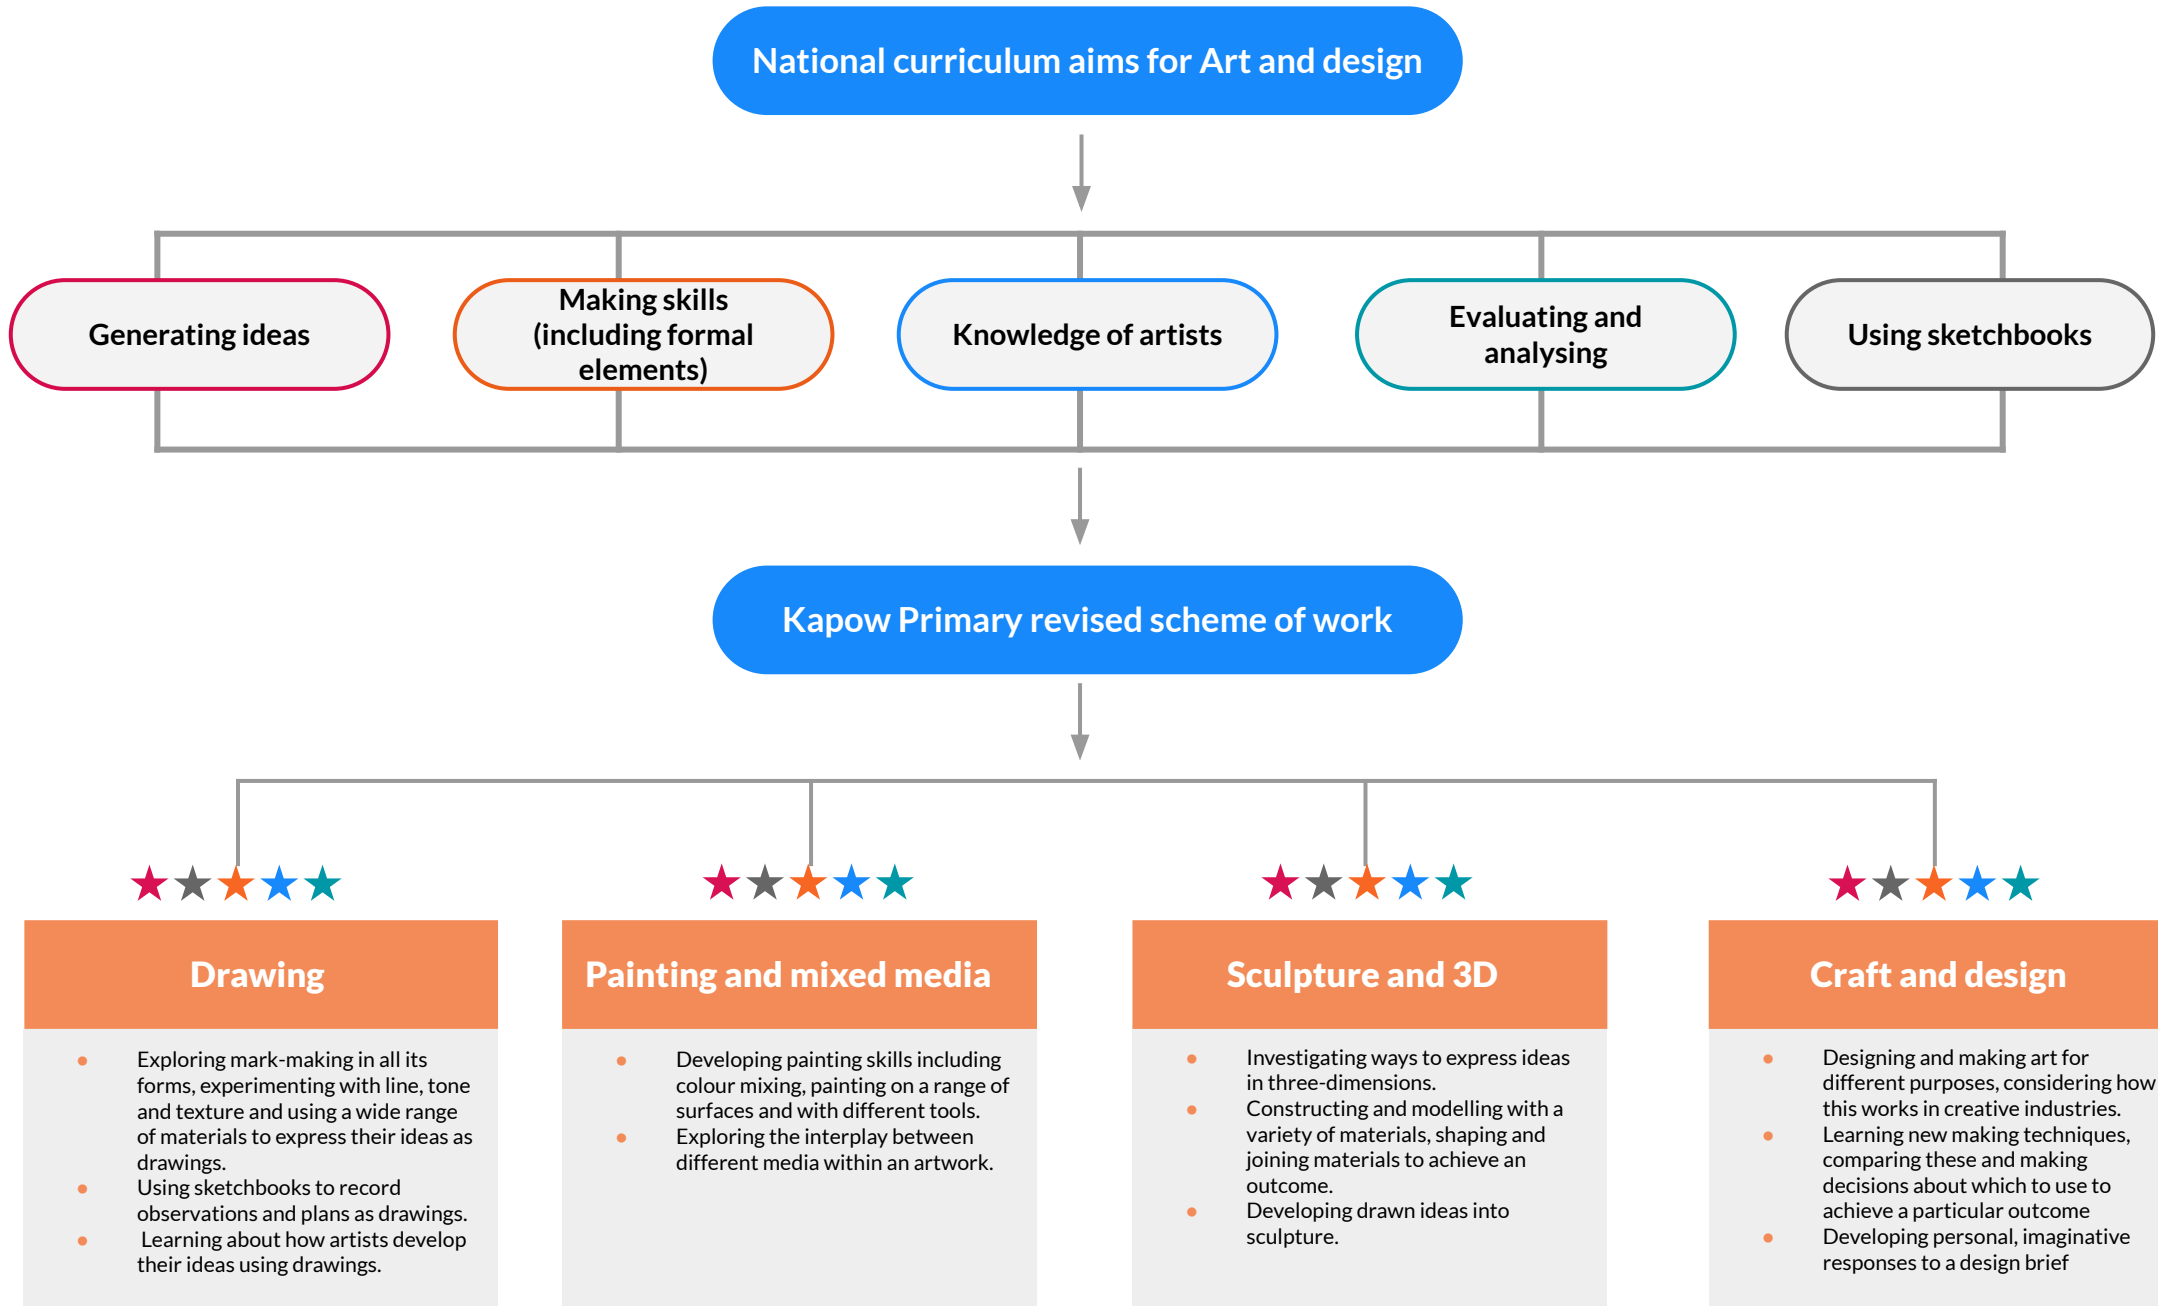 National curriculum aims for Art and design
Generating ideas
Making skills
(including formal
elements)
Knowledge of artists
Evaluating and
analysing
Using sketchbooks
Kapow Primary revised scheme of work
Drawing
● Exploring mark-making in all its
forms, experimenting with line, tone
and texture and using a wide range
of materials to express their ideas as
drawings.
● Using sketchbooks to record
observations and plans as drawings.
● Learning about how artists develop
their ideas using drawings.
Painting and mixed media
● Developing painting skills including
colour mixing, painting on a range of
surfaces and with different tools.
● Exploring the interplay between
different media within an artwork.
Sculpture and 3D
● Investigating ways to express ideas
in three-dimensions.
● Constructing and modelling with a
variety of materials, shaping and
joining materials to achieve an
outcome.
● Developing drawn ideas into
sculpture.
Craft and design
● Designing and making art for
different purposes, considering how
this works in creative industries.
● Learning new making techniques,
comparing these and making
decisions about which to use to
achieve a particular outcome
● Developing personal, imaginative
responses to a design brief